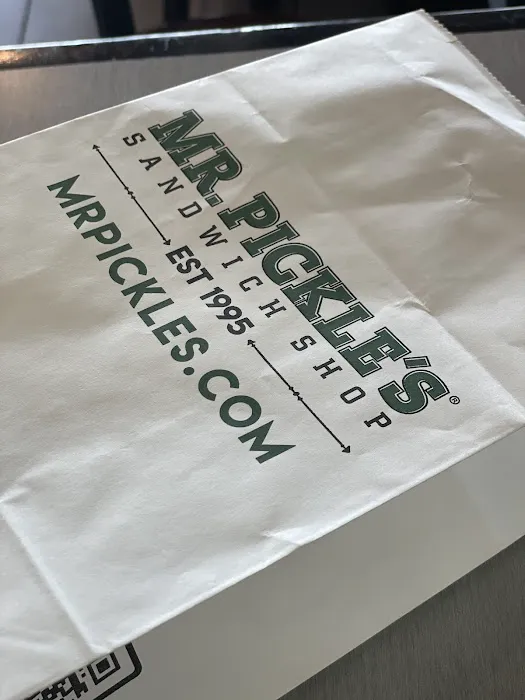 MR. PICKLE'S®
SANDWICH SHOP
EST 1995
MRPICKLES.COM